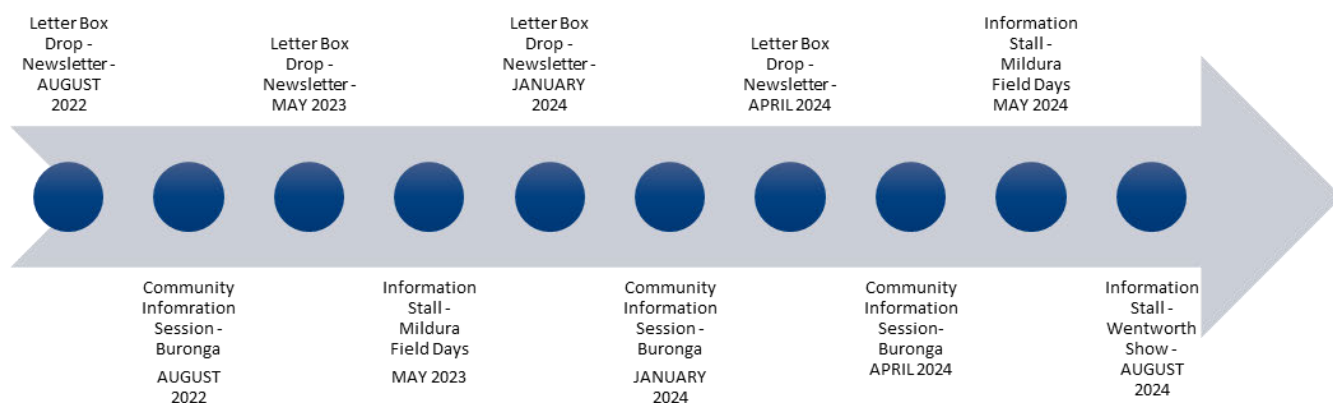 Letter Box
Drop -
Newsletter -
AUGUST
2022
Community
Infomration
Session -
Buronga
AUGUST
2022
Letter Box
Drop -
Newsletter -
MAY 2023
Information
Stall -
Mildura
Field Days
MAY 2023
Letter Box
Drop -
Newsletter-
JANUARY
2024
Community
Information
Session -
Buronga
JANUARY
2024
Letter Box
Drop -
Newsletter -
APRIL 2024
Community
Information
Session-
Buronga
APRIL 2024
Information
Stall -
Mildura
Field Days
MAY 2024
Information
Stall -
Wentworth
Show -
AUGUST
2024